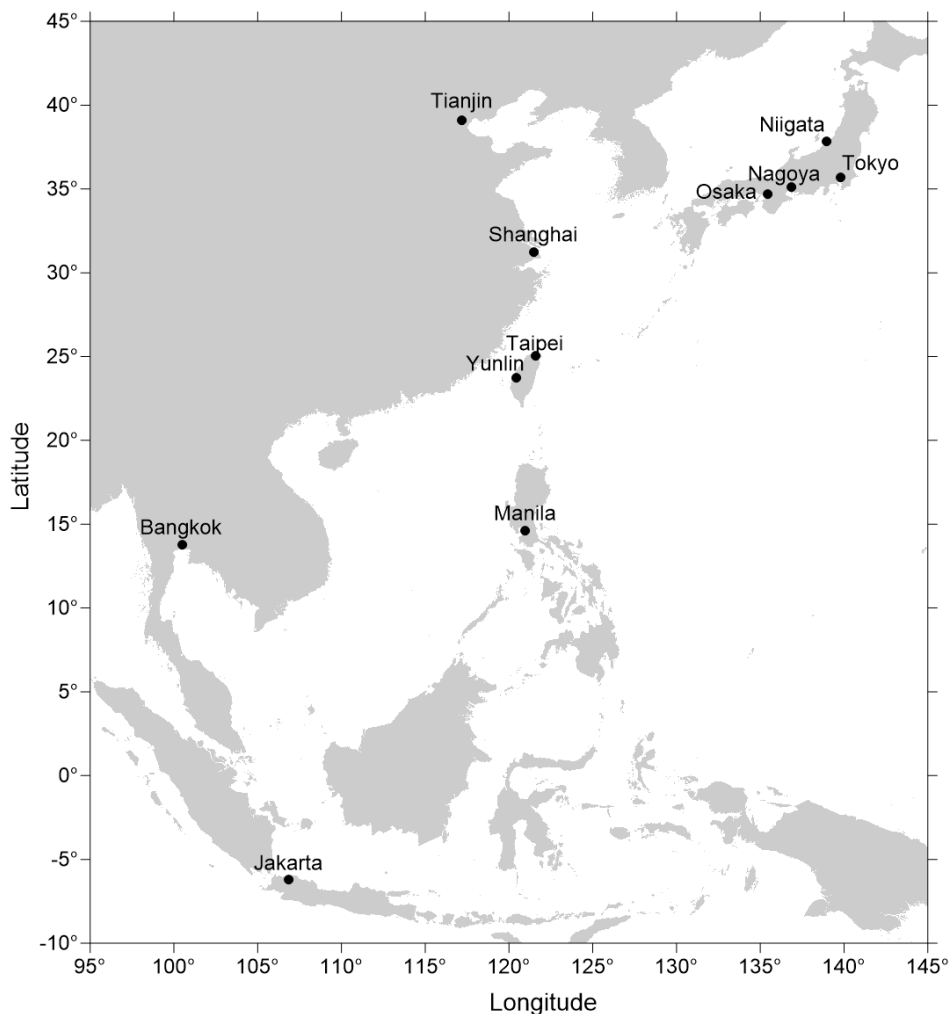 45°
40°
35°
30°
25°
20°
15°
10°
5°
0°
-5°
-10°
Latitude
Tianjin
Niigata
Nagoya
Tokyo
Osaka
Shanghai
Taipei
Yunlin
Manila
Bangkok
Jakarta
95° 100° 105° 110° 115° 120° 125° 130° 135° 140° 145°
Longitude